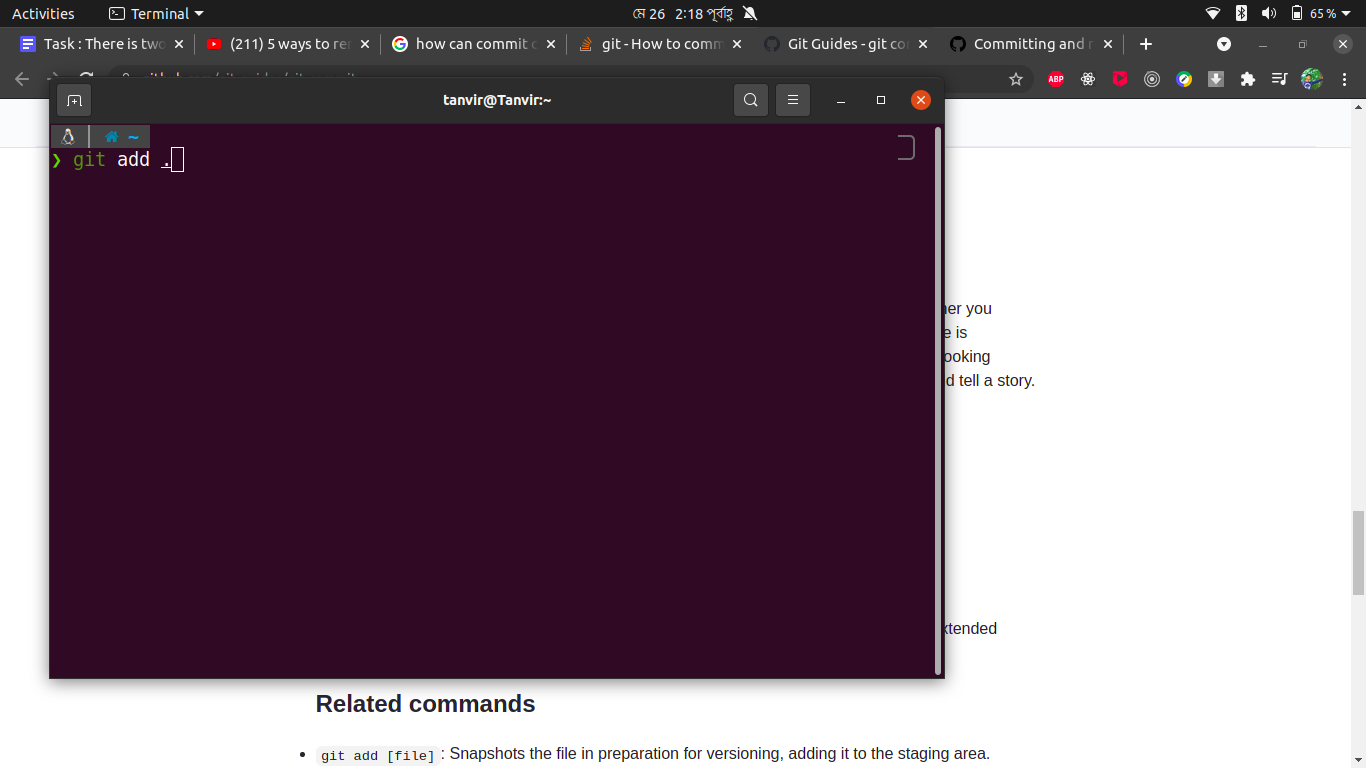 Activities Terminal মে 26 2:18 পূর্বাহ্ণ 65 %
Task : There is two (211) 5 ways to re how can commit git - How to comm Git Guides - git co Committing and
ABP
tanvir@Tanvir:~
~
❯ git add .
her you
e is
ooking
d tell a story.
xtended
Related commands
• git add [file]: Snapshots the file in preparation for versioning, adding it to the staging area.